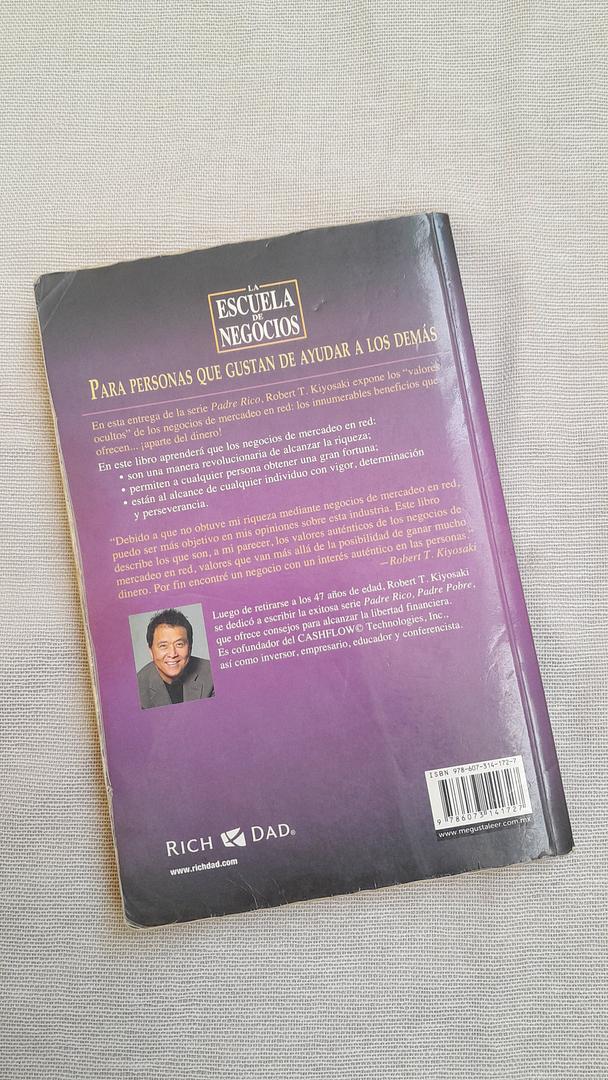 LA
ESCUELA
DE
NEGOCIOS
PARA PERSONAS QUE GUSTAN DE AYUDAR A LOS DEMÁS
En esta entrega de la serie Padre Rico, Robert T. Kiyosaki expone los “valores
ocultos” de los negocios de mercadeo en red: los innumerables beneficios que
ofrecen... ¡aparte del dinero!
En este libro aprenderá que los negocios de mercadeo en red:
• son una manera revolucionaria de alcanzar la riqueza;
• permiten a cualquier persona obtener una gran fortuna;
• están al alcance de cualquier individuo con vigor, determinación
y perseverancia.
“Debido a que no obtuve mi riqueza mediante negocios de mercadeo en red,
puedo ser más objetivo en mis opiniones sobre esta industria. Este libro
describe los que son, a mi parecer, los valores auténticos de los negocios de
mercadeo en red, valores que van más allá de la posibilidad de ganar mucho
dinero. Por fin encontré un negocio con un interés auténtico en las personas.”
—Robert T. Kiyosaki
Luego de retirarse a los 47 años de edad, Robert T. Kiyosaki
se dedicó a escribir la exitosa serie Padre Rico, Padre Pobre,
que ofrece consejos para alcanzar la libertad financiera.
Es cofundador del CASHFLOW© Technologies, Inc.,
así como inversor, empresario, educador y conferencista.
ISBN 978-607-314-172-7
9 786073 141727
www.megustaleer.com.mx
RICH DAD®
www.richdad.com